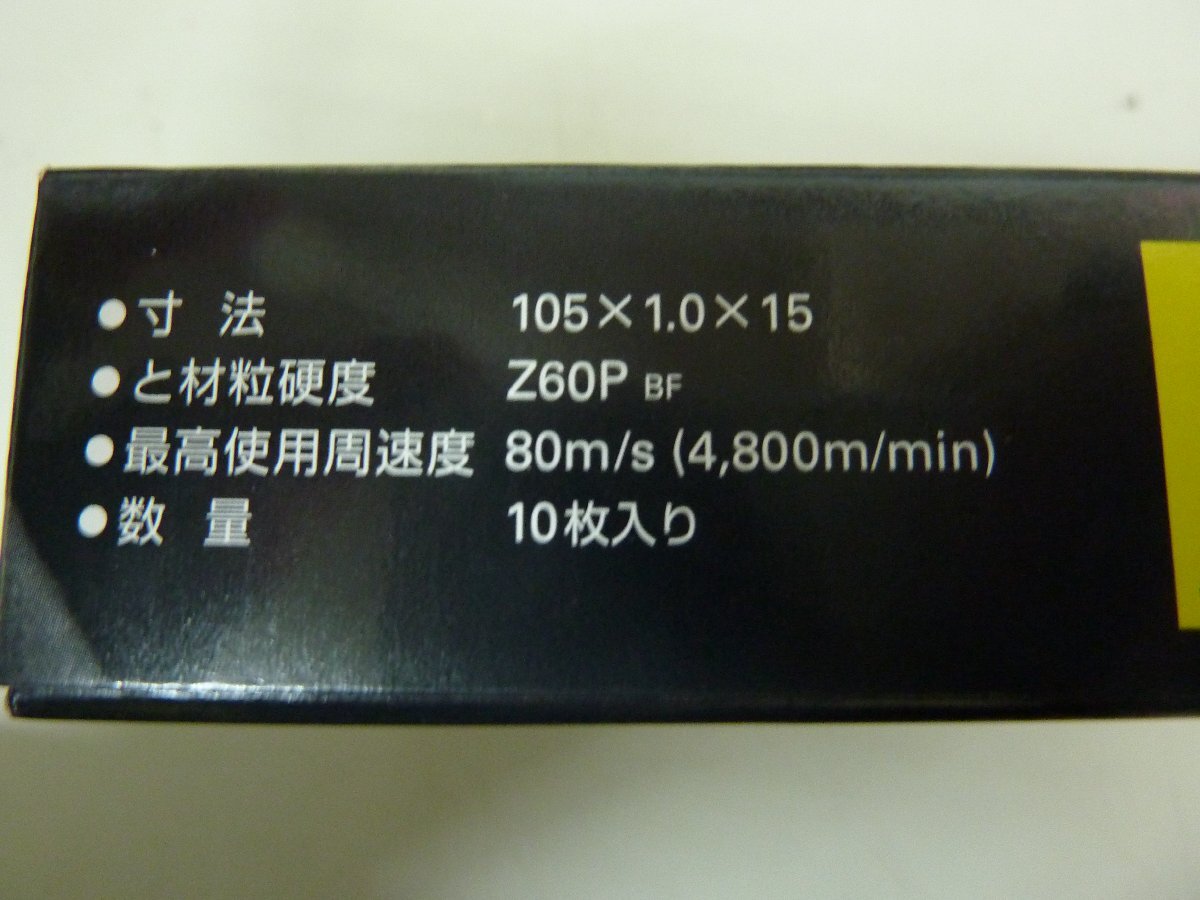 ●寸 法 105×1.0×15
●と材粒硬度 Z60P BF
●最高使用周速度 80m/s (4,800m/min)
●数 量 10枚入り